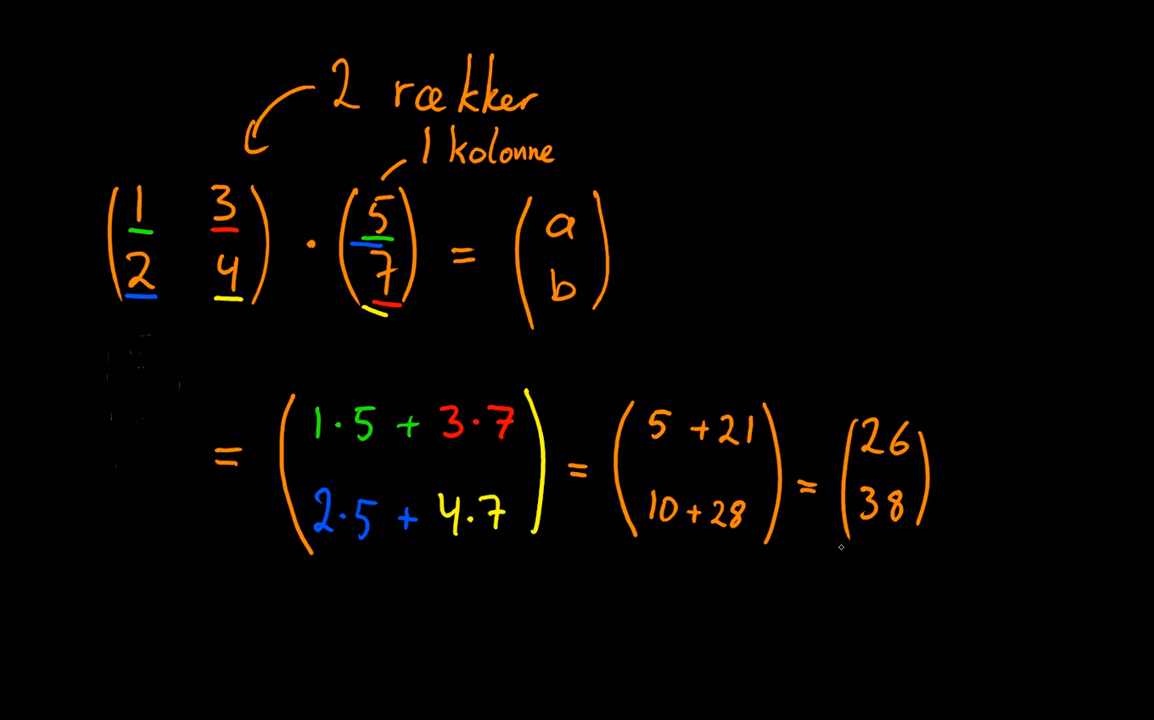 2 rækker
1 kolonne
(1 3
2 4) · (5
7) = (a
b)
= (1·5 + 3·7
2·5 + 4·7) = (5 + 21
10 + 28) = (26
38)